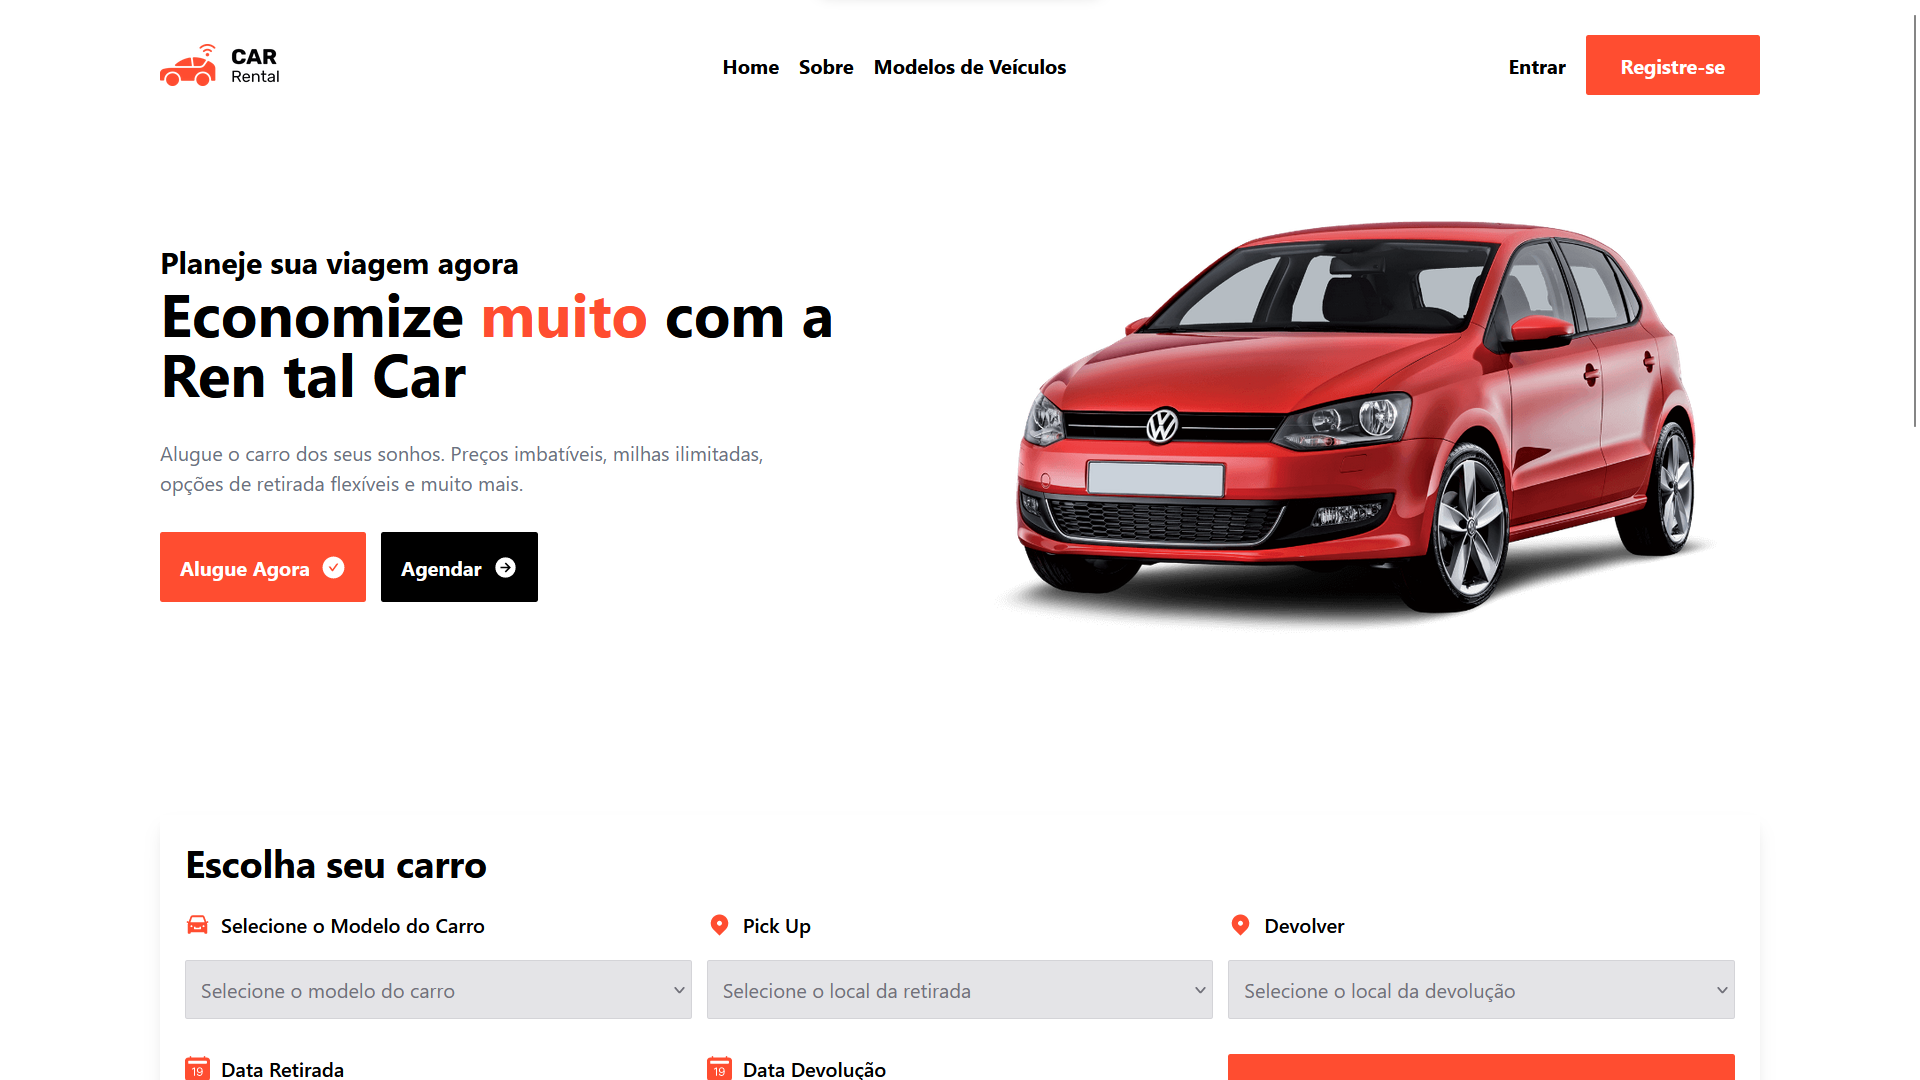 CAR
Rental
Home Sobre Modelos de Veículos
Entrar Registre-se
Planeje sua viagem agora
Economize muito com a
Ren tal Car
Alugue o carro dos seus sonhos. Preços imbatíveis, milhas ilimitadas,
opções de retirada flexíveis e muito mais.
Alugue Agora Agendar
Escolha seu carro
Selecione o Modelo do Carro Pick Up Devolver
Selecione o modelo do carro Selecione o local da retirada Selecione o local da devolução
19 Data Retirada 19 Data Devolução